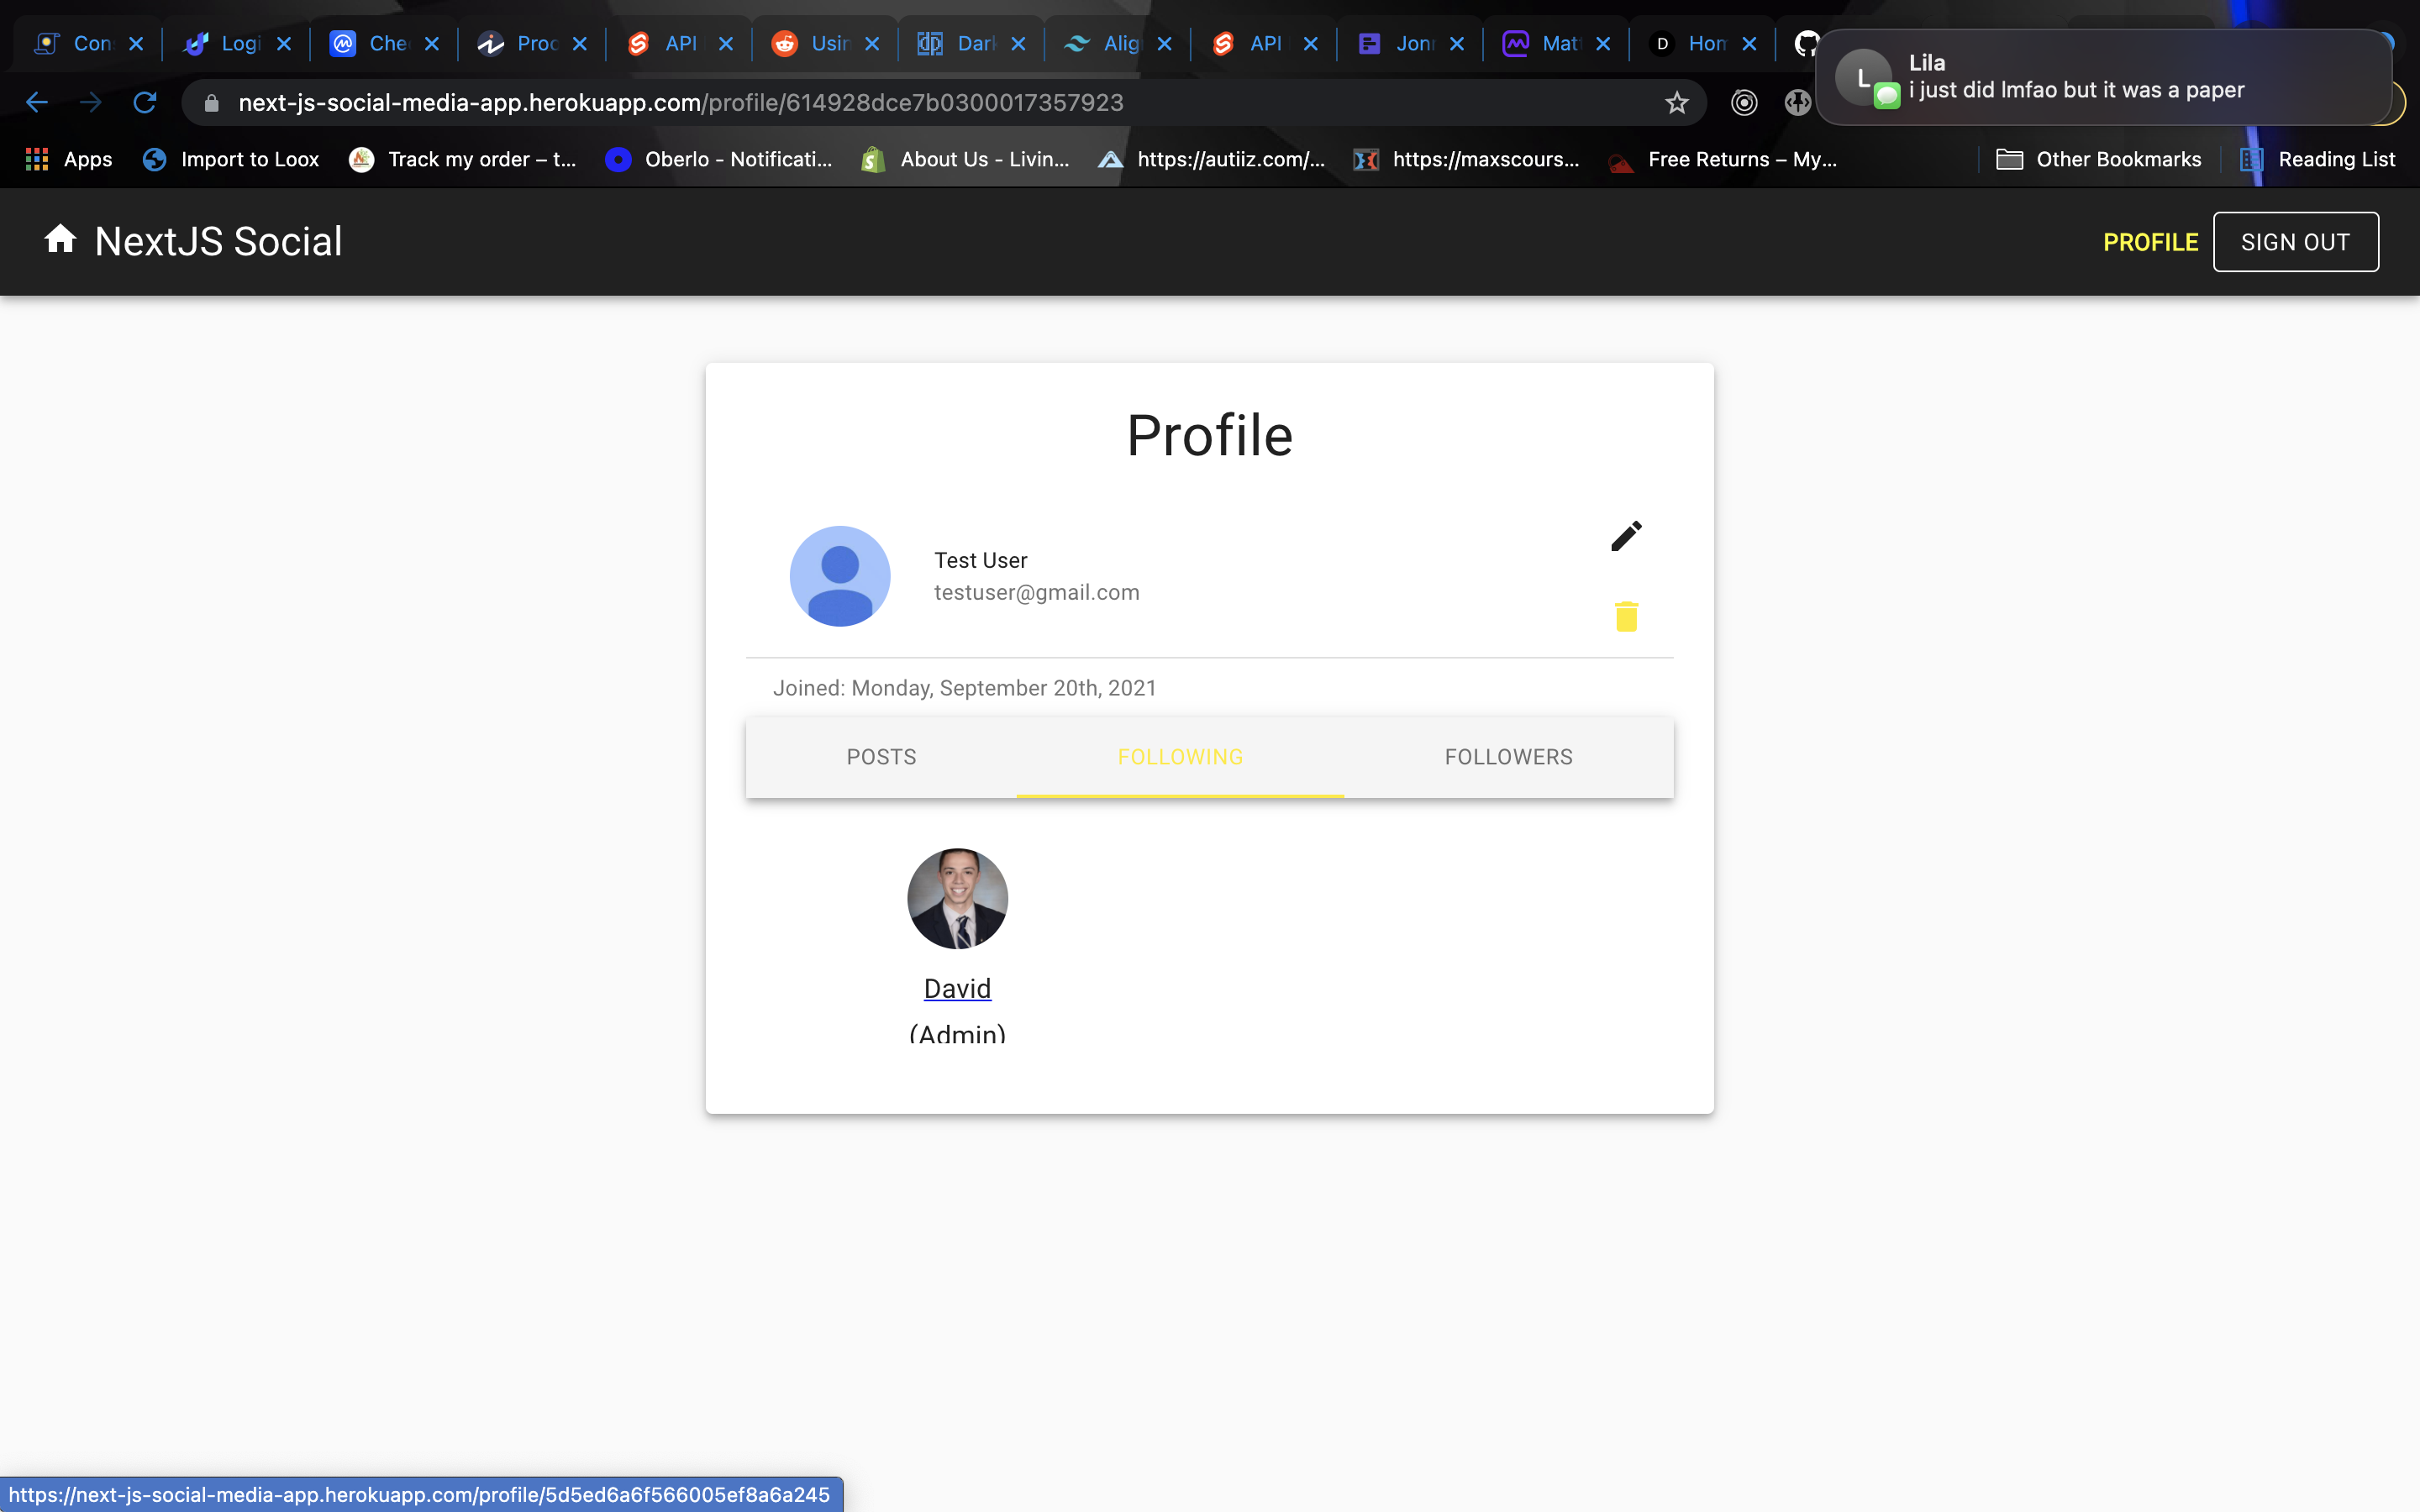 Con Logi Che Proc API Usin Dark Alig API Jonr Matt Hom
Lila
i just did lmfao but it was a paper
next-js-social-media-app.herokuapp.com/profile/614928dce7b0300017357923
Apps Import to Loox Track my order – t... Oberlo - Notificati... About Us - Livin... https://autiiz.com/... https://maxscours... Free Returns – My... Other Bookmarks Reading List
NextJS Social PROFILE SIGN OUT
Profile
Test User
testuser@gmail.com
Joined: Monday, September 20th, 2021
POSTS FOLLOWING FOLLOWERS
David
(Admin)
https://next-js-social-media-app.herokuapp.com/profile/5d5ed6a6f566005ef8a6a245